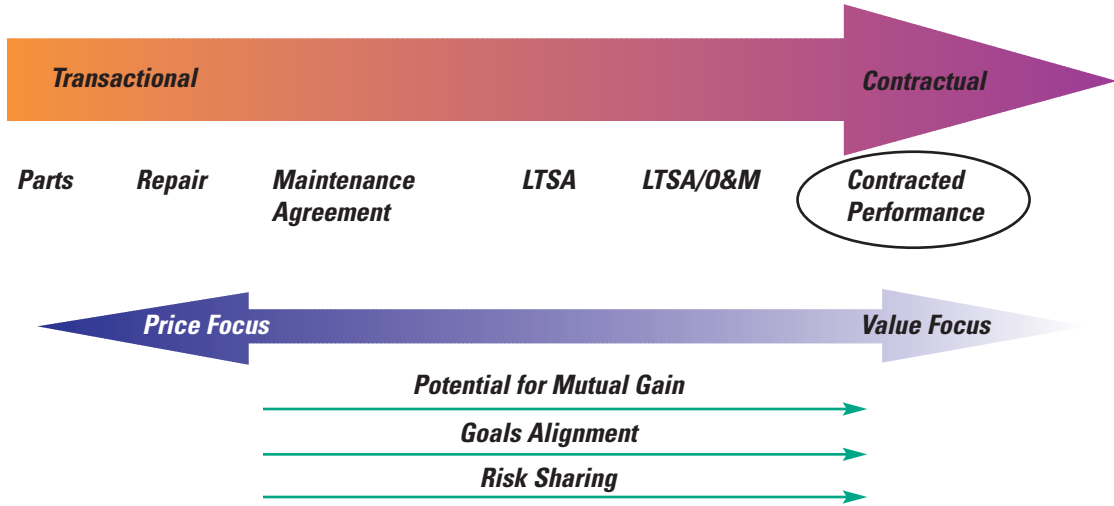 Transactional
Contractual
Parts
Repair
Maintenance
Agreement
LTSA
LTSA/O&M
Contracted
Performance
Price Focus
Value Focus
Potential for Mutual Gain
Goals Alignment
Risk Sharing